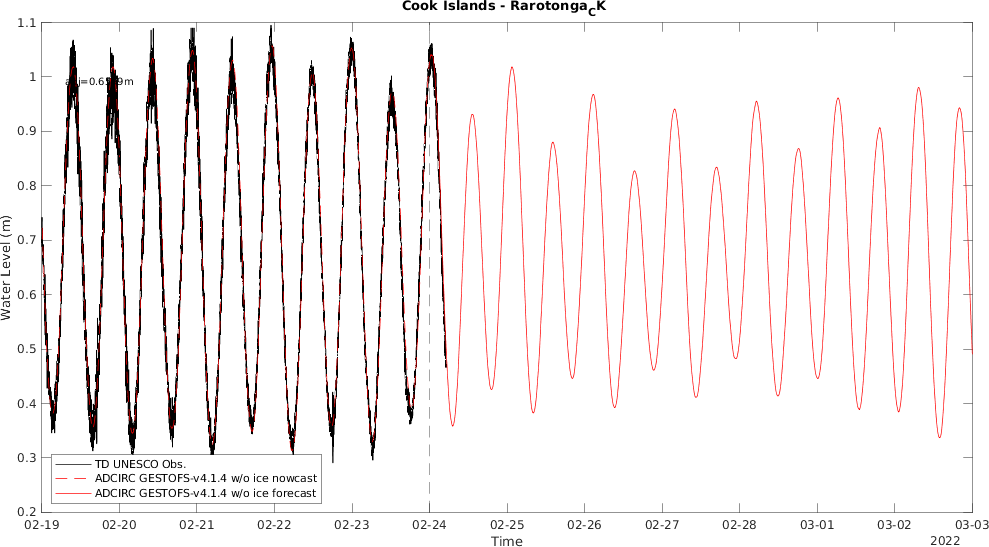 Cook Islands - Rarotonga_CK
1.1
1
0.9
0.8
0.7
0.6
0.5
0.4
0.3
0.2
Water Level (m)
TD UNESCO Obs.
ADCIRC GESTOFS-v4.1.4 w/o ice nowcast
ADCIRC GESTOFS-v4.1.4 w/o ice forecast
02-19 02-20 02-21 02-22 02-23 02-24 02-25 02-26 02-27 02-28 03-01 03-02 03-03
Time
2022